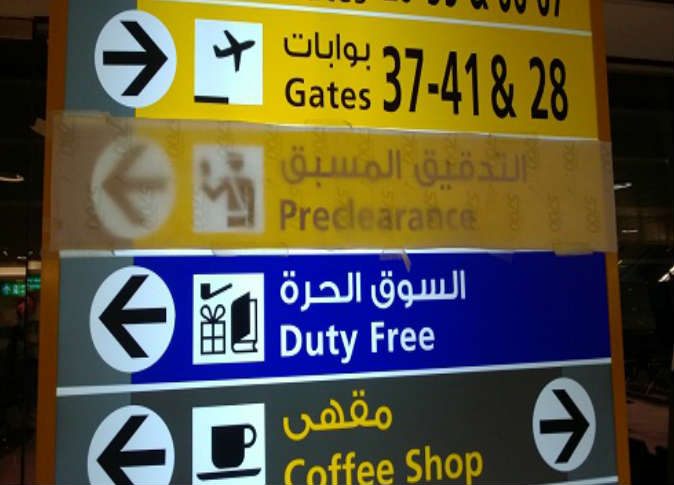 بوابات
Gates 37-41 & 28
التدقيق المسبق
Preclearance
السوق الحرة
Duty Free
مقهى
Coffee Shop